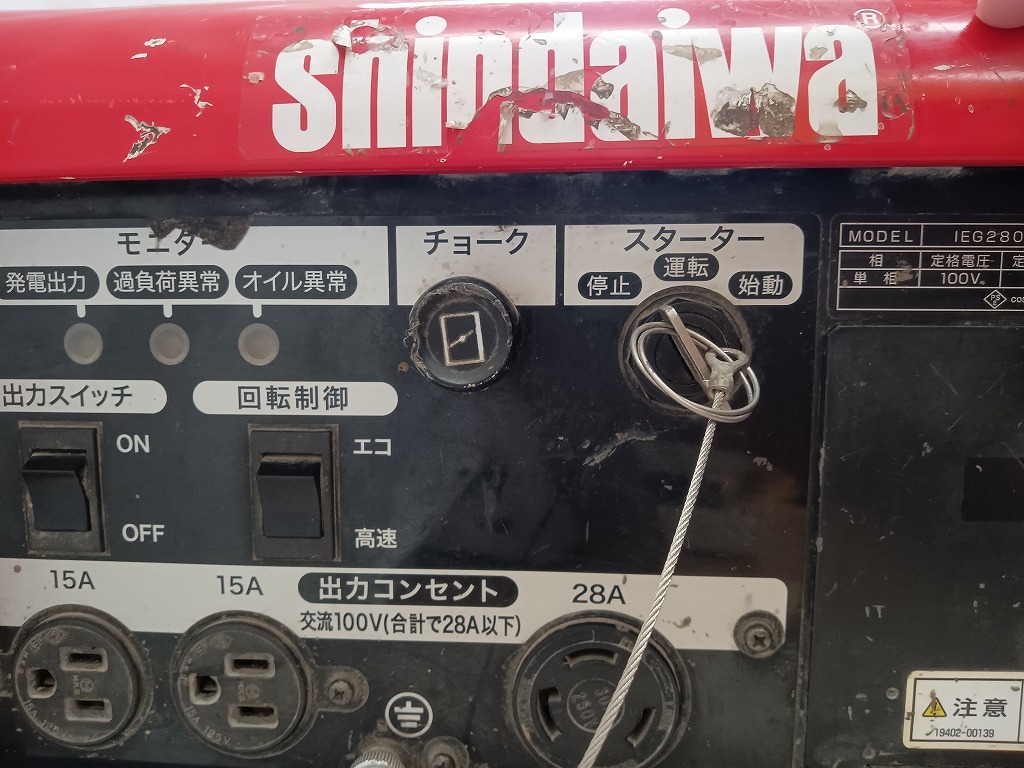 shindaiwa®
モニター
発電出力 過負荷異常 オイル異常
チョーク
スターター
停止 運転 始動
MODEL IEG280
相 定格電圧 定
単 相 100V
PS
E
出力スイッチ
ON
OFF
回転制御
エコ
高速
15A
15A
出力コンセント
28A
交流100V(合計で28A以下)
IT
注意
19402-00139